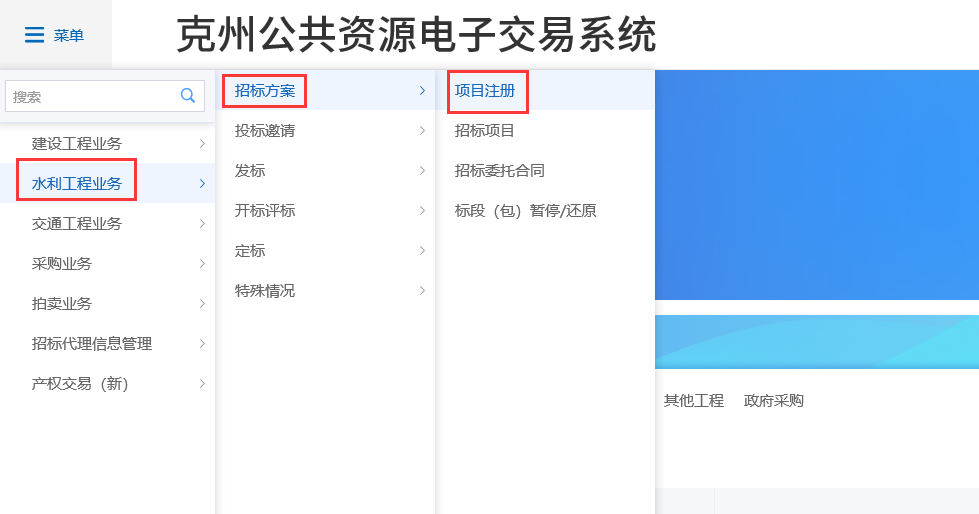 菜单
克州公共资源电子交易系统
搜索
建设工程业务
水利工程业务
交通工程业务
采购业务
拍卖业务
招标代理信息管理
产权交易（新）
招标方案
投标邀请
发标
开标评标
定标
特殊情况
项目注册
招标项目
招标委托合同
标段（包）暂停/还原
其他工程
政府采购